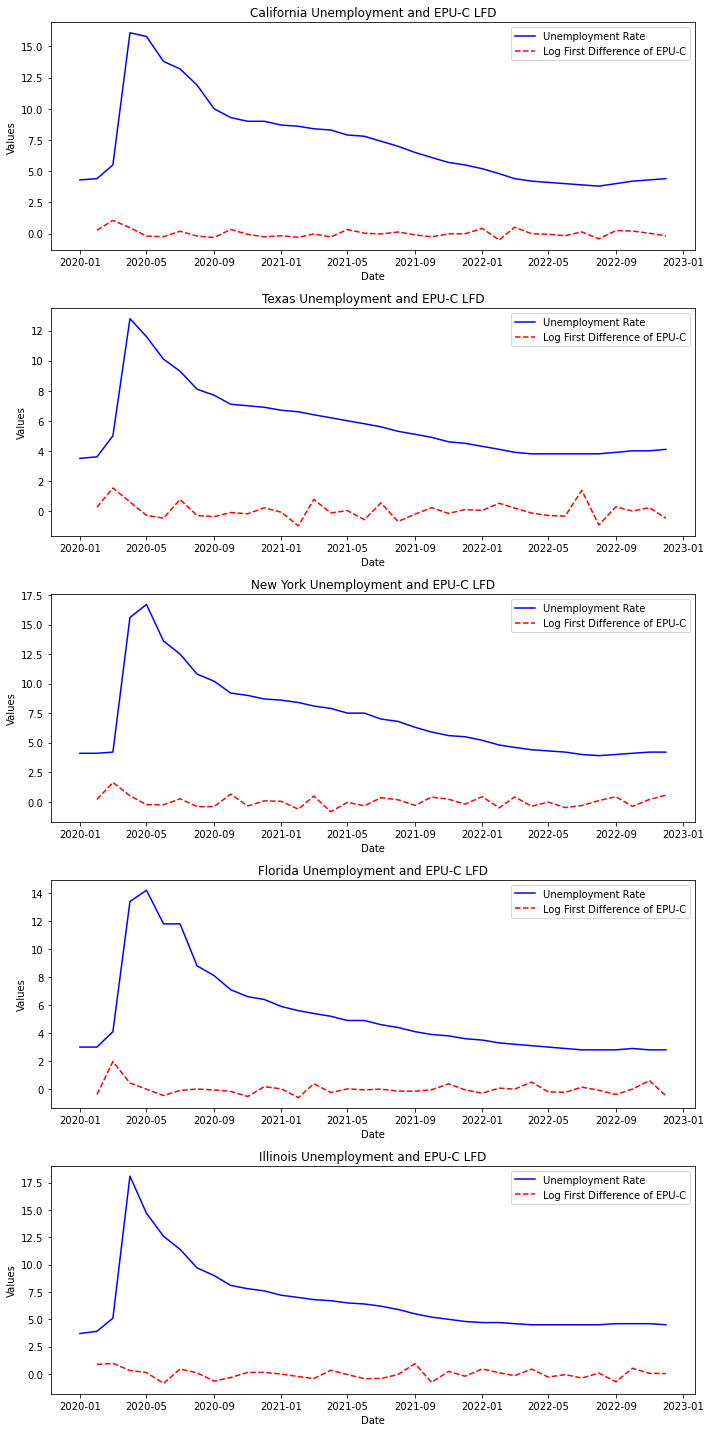 California Unemployment and EPU-C LFD
Unemployment Rate
Log First Difference of EPU-C
15.0
12.5
10.0
7.5
5.0
2.5
0.0
Values
2020-01 2020-05 2020-09 2021-01 2021-05 2021-09 2022-01 2022-05 2022-09 2023-01
Date
Texas Unemployment and EPU-C LFD
Unemployment Rate
Log First Difference of EPU-C
12
10
8
6
4
2
0
Values
2020-01 2020-05 2020-09 2021-01 2021-05 2021-09 2022-01 2022-05 2022-09 2023-01
Date
New York Unemployment and EPU-C LFD
Unemployment Rate
Log First Difference of EPU-C
17.5
15.0
12.5
10.0
7.5
5.0
2.5
0.0
Values
2020-01 2020-05 2020-09 2021-01 2021-05 2021-09 2022-01 2022-05 2022-09 2023-01
Date
Florida Unemployment and EPU-C LFD
Unemployment Rate
Log First Difference of EPU-C
14
12
10
8
6
4
2
0
Values
2020-01 2020-05 2020-09 2021-01 2021-05 2021-09 2022-01 2022-05 2022-09 2023-01
Date
Illinois Unemployment and EPU-C LFD
Unemployment Rate
Log First Difference of EPU-C
17.5
15.0
12.5
10.0
7.5
5.0
2.5
0.0
Values
2020-01 2020-05 2020-09 2021-01 2021-05 2021-09 2022-01 2022-05 2022-09 2023-01
Date